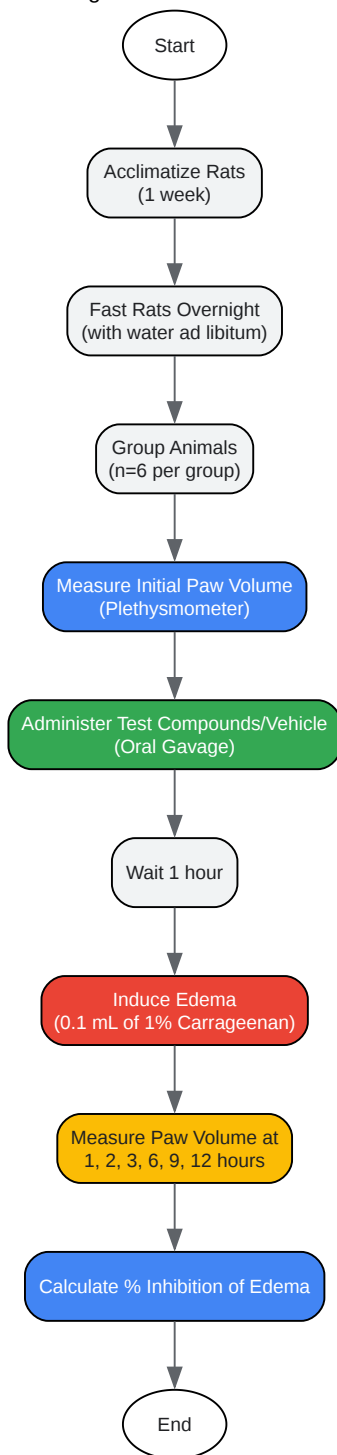 Start
Acclimatize Rats
(1 week)
Fast Rats Overnight
(with water ad libitum)
Group Animals
(n=6 per group)
Measure Initial Paw Volume
(Plethysmometer)
Administer Test Compounds/Vehicle
(Oral Gavage)
Wait 1 hour
Induce Edema
(0.1 mL of 1% Carrageenan)
Measure Paw Volume at
1, 2, 3, 6, 9, 12 hours
Calculate % Inhibition of Edema
End